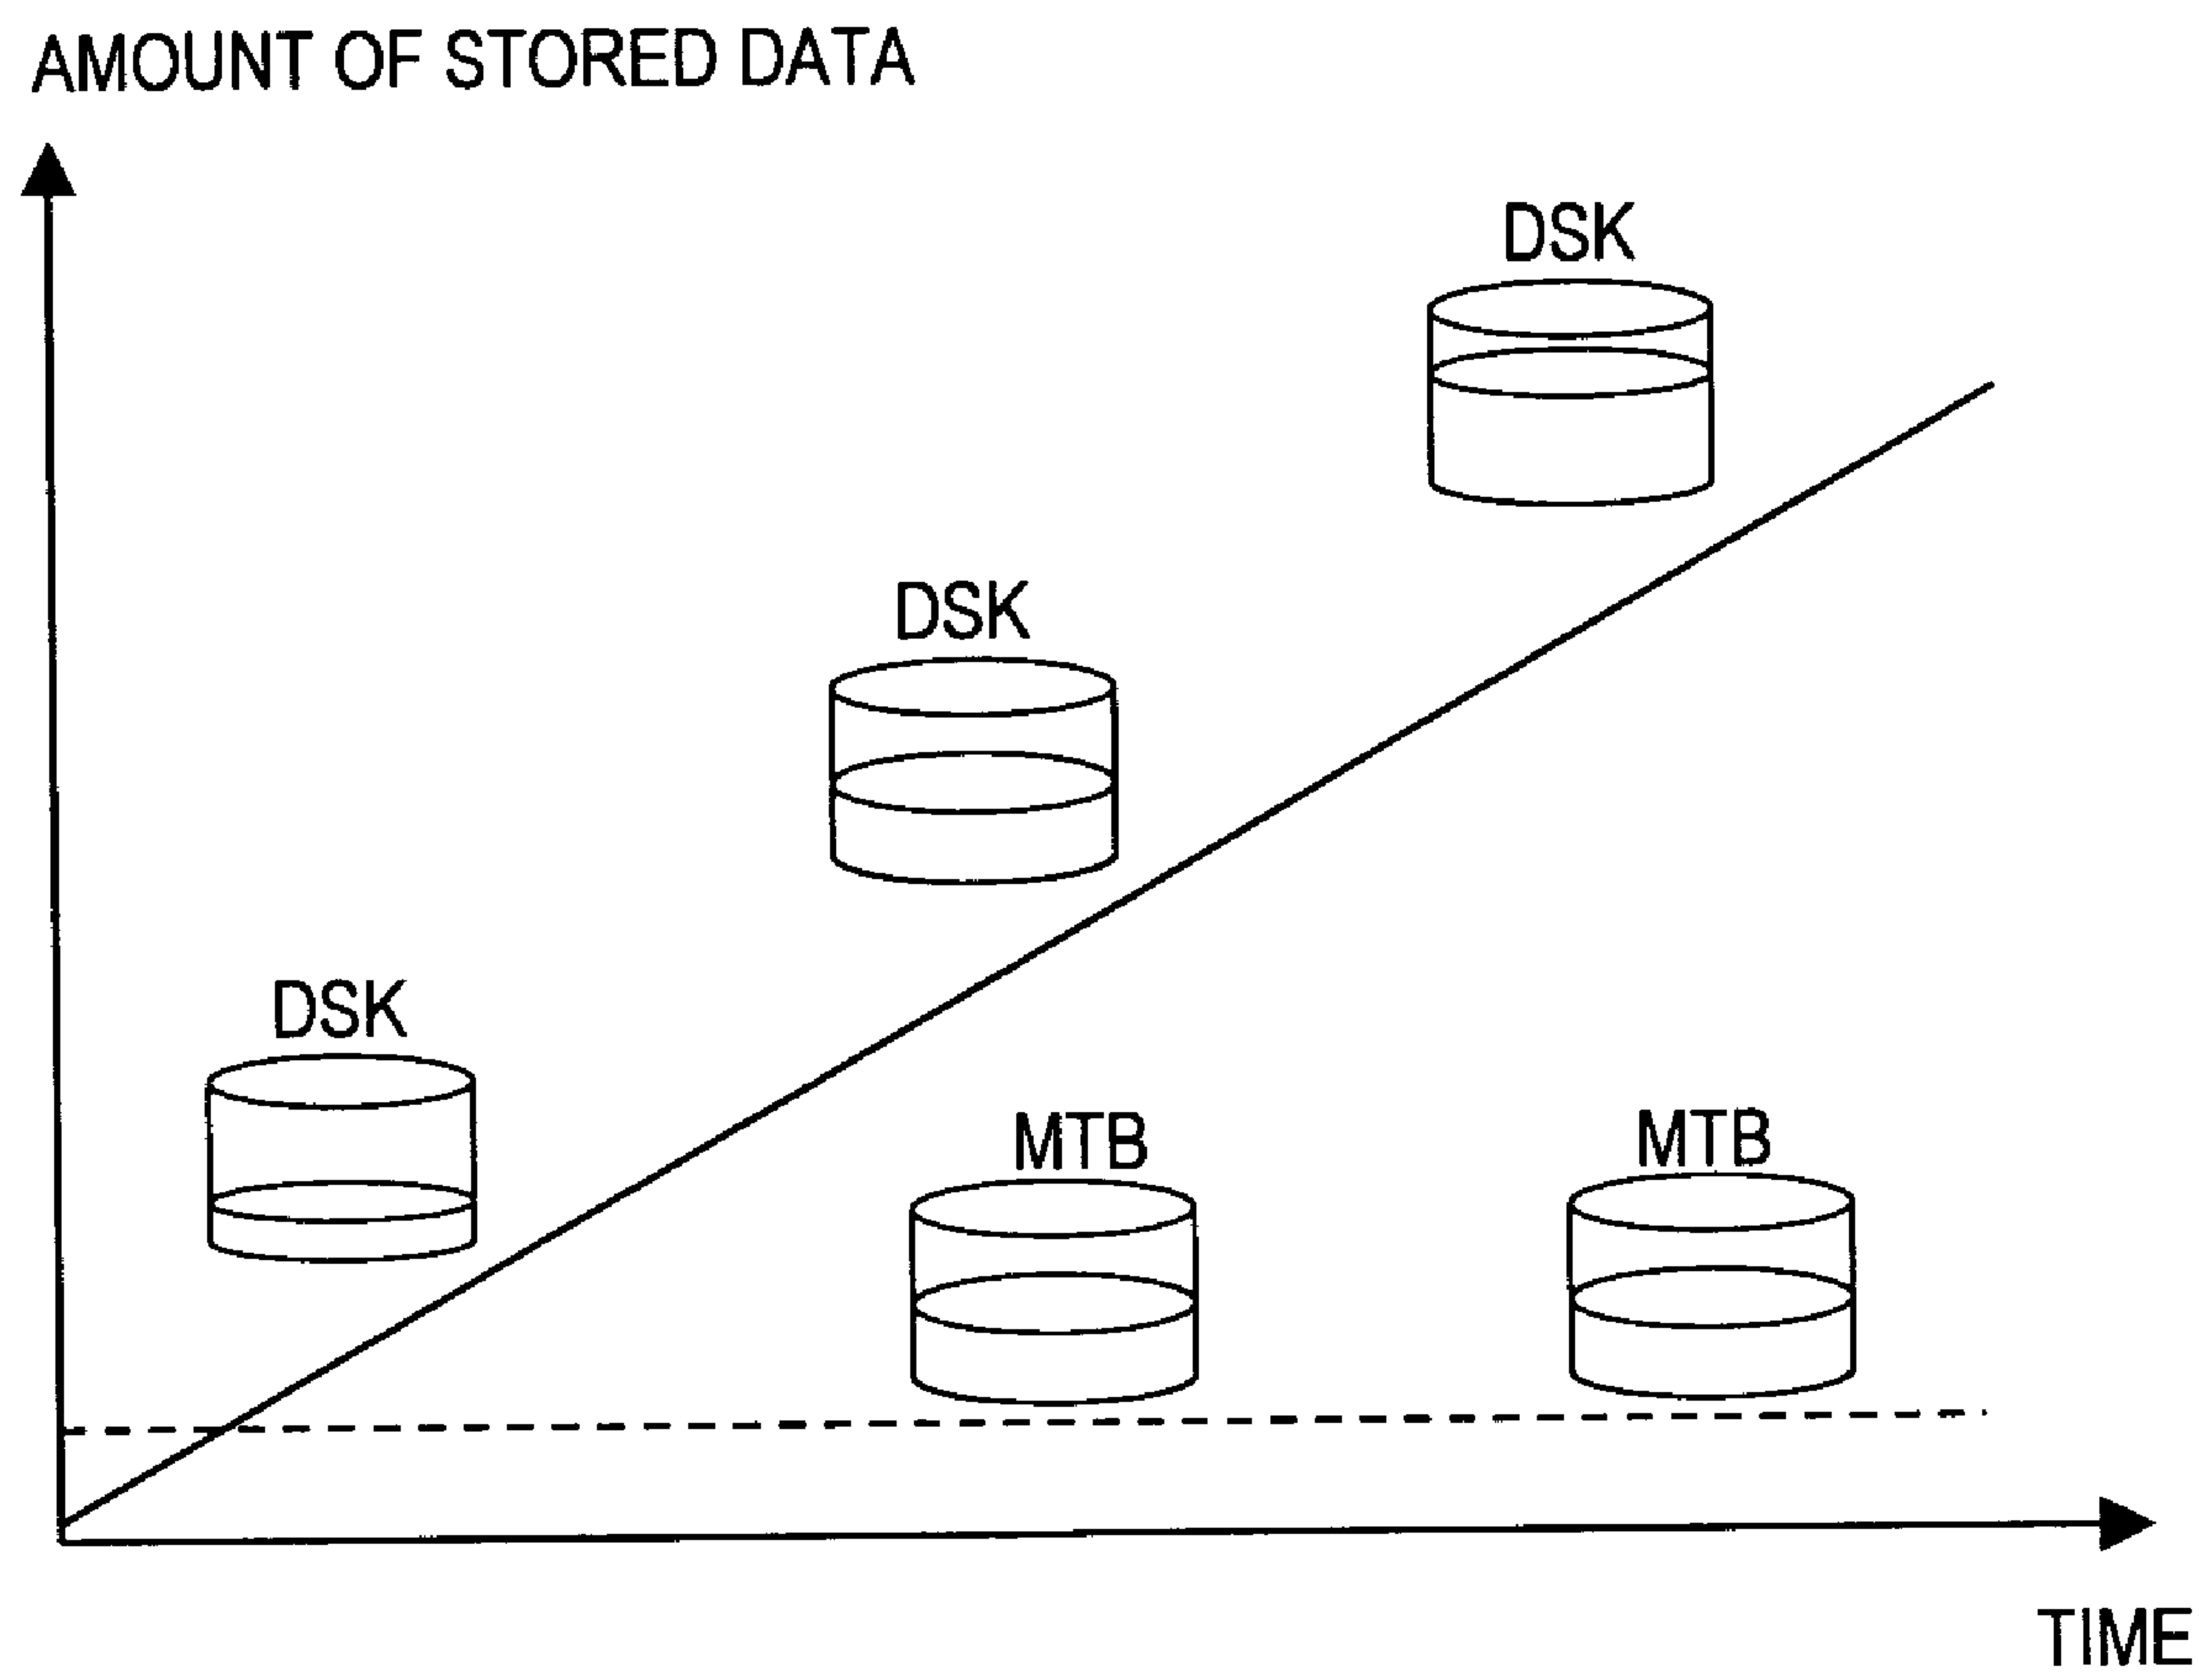 AMOUNT OF STORED DATA
DSK
DSK
DSK
MTB
MTB
TIME